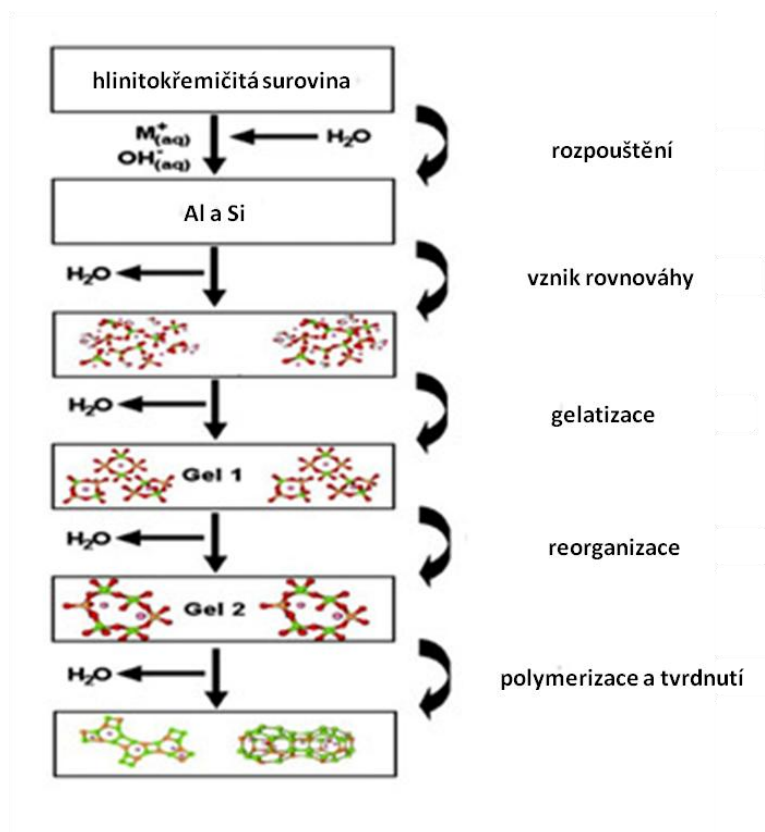 hlinitokřemičitá surovina
M⁺(aq)
H₂O
OH⁻(aq)
rozpouštění
Al a Si
H₂O
vznik rovnováhy
H₂O
gelatizace
Gel 1
H₂O
reorganizace
Gel 2
H₂O
polymerizace a tvrdnutí